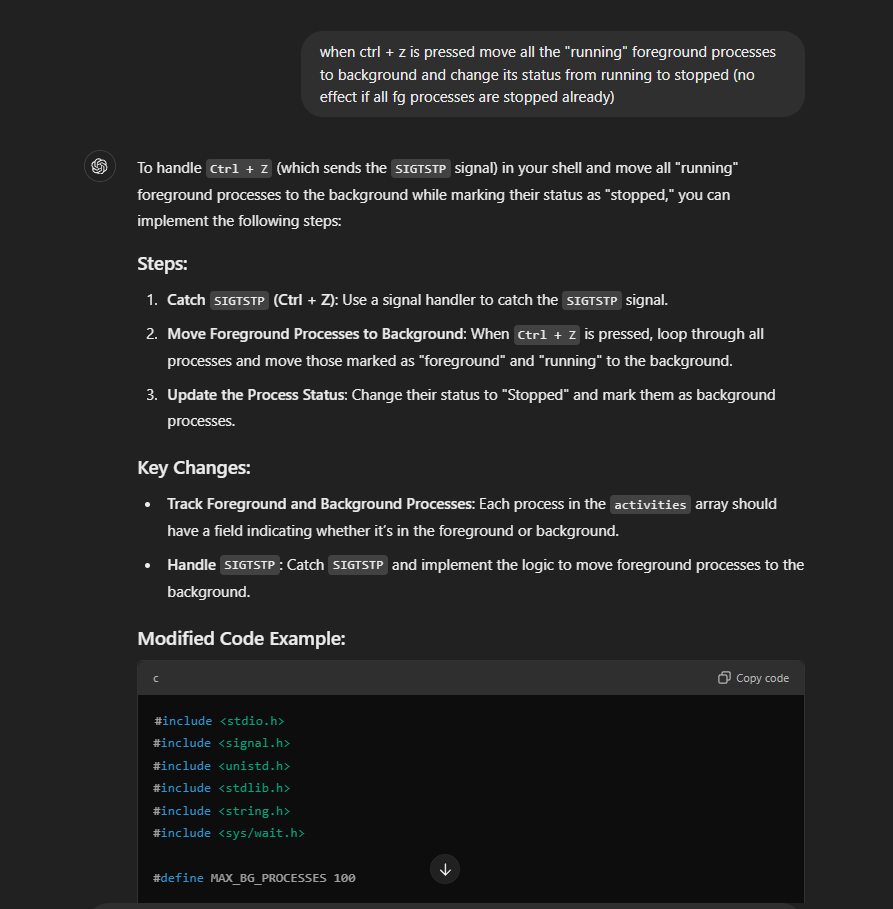 when ctrl + z is pressed move all the "running" foreground processes
to background and change its status from running to stopped (no
effect if all fg processes are stopped already)
To handle Ctrl + Z (which sends the SIGTSTP signal) in your shell and move all "running"
foreground processes to the background while marking their status as "stopped," you can
implement the following steps:
Steps:
1. Catch SIGTSTP (Ctrl + Z): Use a signal handler to catch the SIGTSTP signal.
2. Move Foreground Processes to Background: When Ctrl + Z is pressed, loop through all
processes and move those marked as "foreground" and "running" to the background.
3. Update the Process Status: Change their status to "Stopped" and mark them as background
processes.
Key Changes:
• Track Foreground and Background Processes: Each process in the activities array should
have a field indicating whether it's in the foreground or background.
• Handle SIGTSTP: Catch SIGTSTP and implement the logic to move foreground processes to the
background.
Modified Code Example:
c Copy code
#include <stdio.h>
#include <signal.h>
#include <unistd.h>
#include <stdlib.h>
#include <string.h>
#include <sys/wait.h>
#define MAX_BG_PROCESSES 100